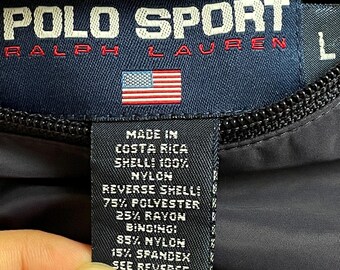 POLO SPORT
RALPH LAUREN
L
MADE IN
COSTA RICA
SHELL: 100%
NYLON
REVERSE SHELL:
75% POLYESTER
25% RAYON
BINDING:
85% NYLON
15% SPANDEX
SEE REVERSE